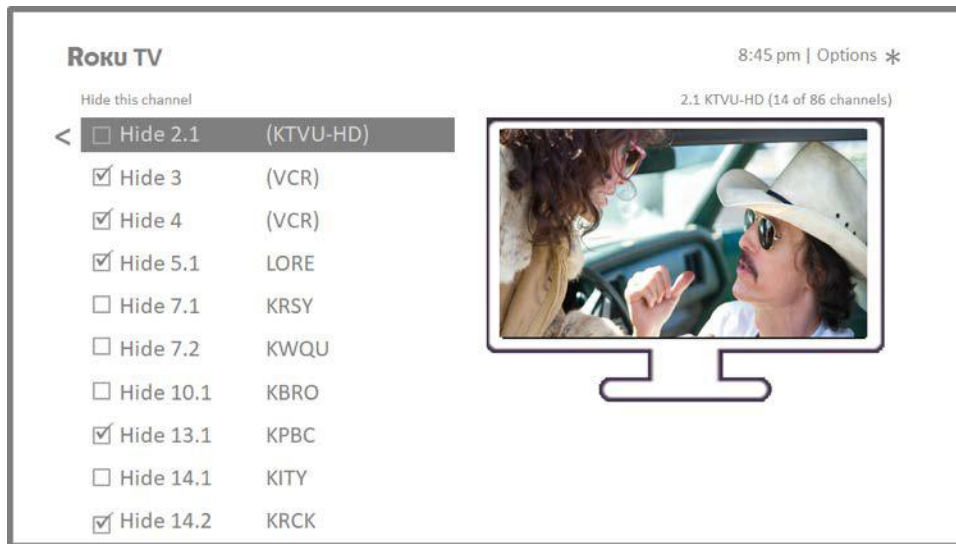 ROKU TV
8:45 pm | Options *
Hide this channel
2.1 KTVU-HD (14 of 86 channels)
< Hide 2.1 (KTVU-HD)
Hide 3 (VCR)
Hide 4 (VCR)
Hide 5.1 LORE
Hide 7.1 KRSY
Hide 7.2 KWQU
Hide 10.1 KBRO
Hide 13.1 KPBC
Hide 14.1 KITY
Hide 14.2 KRCK